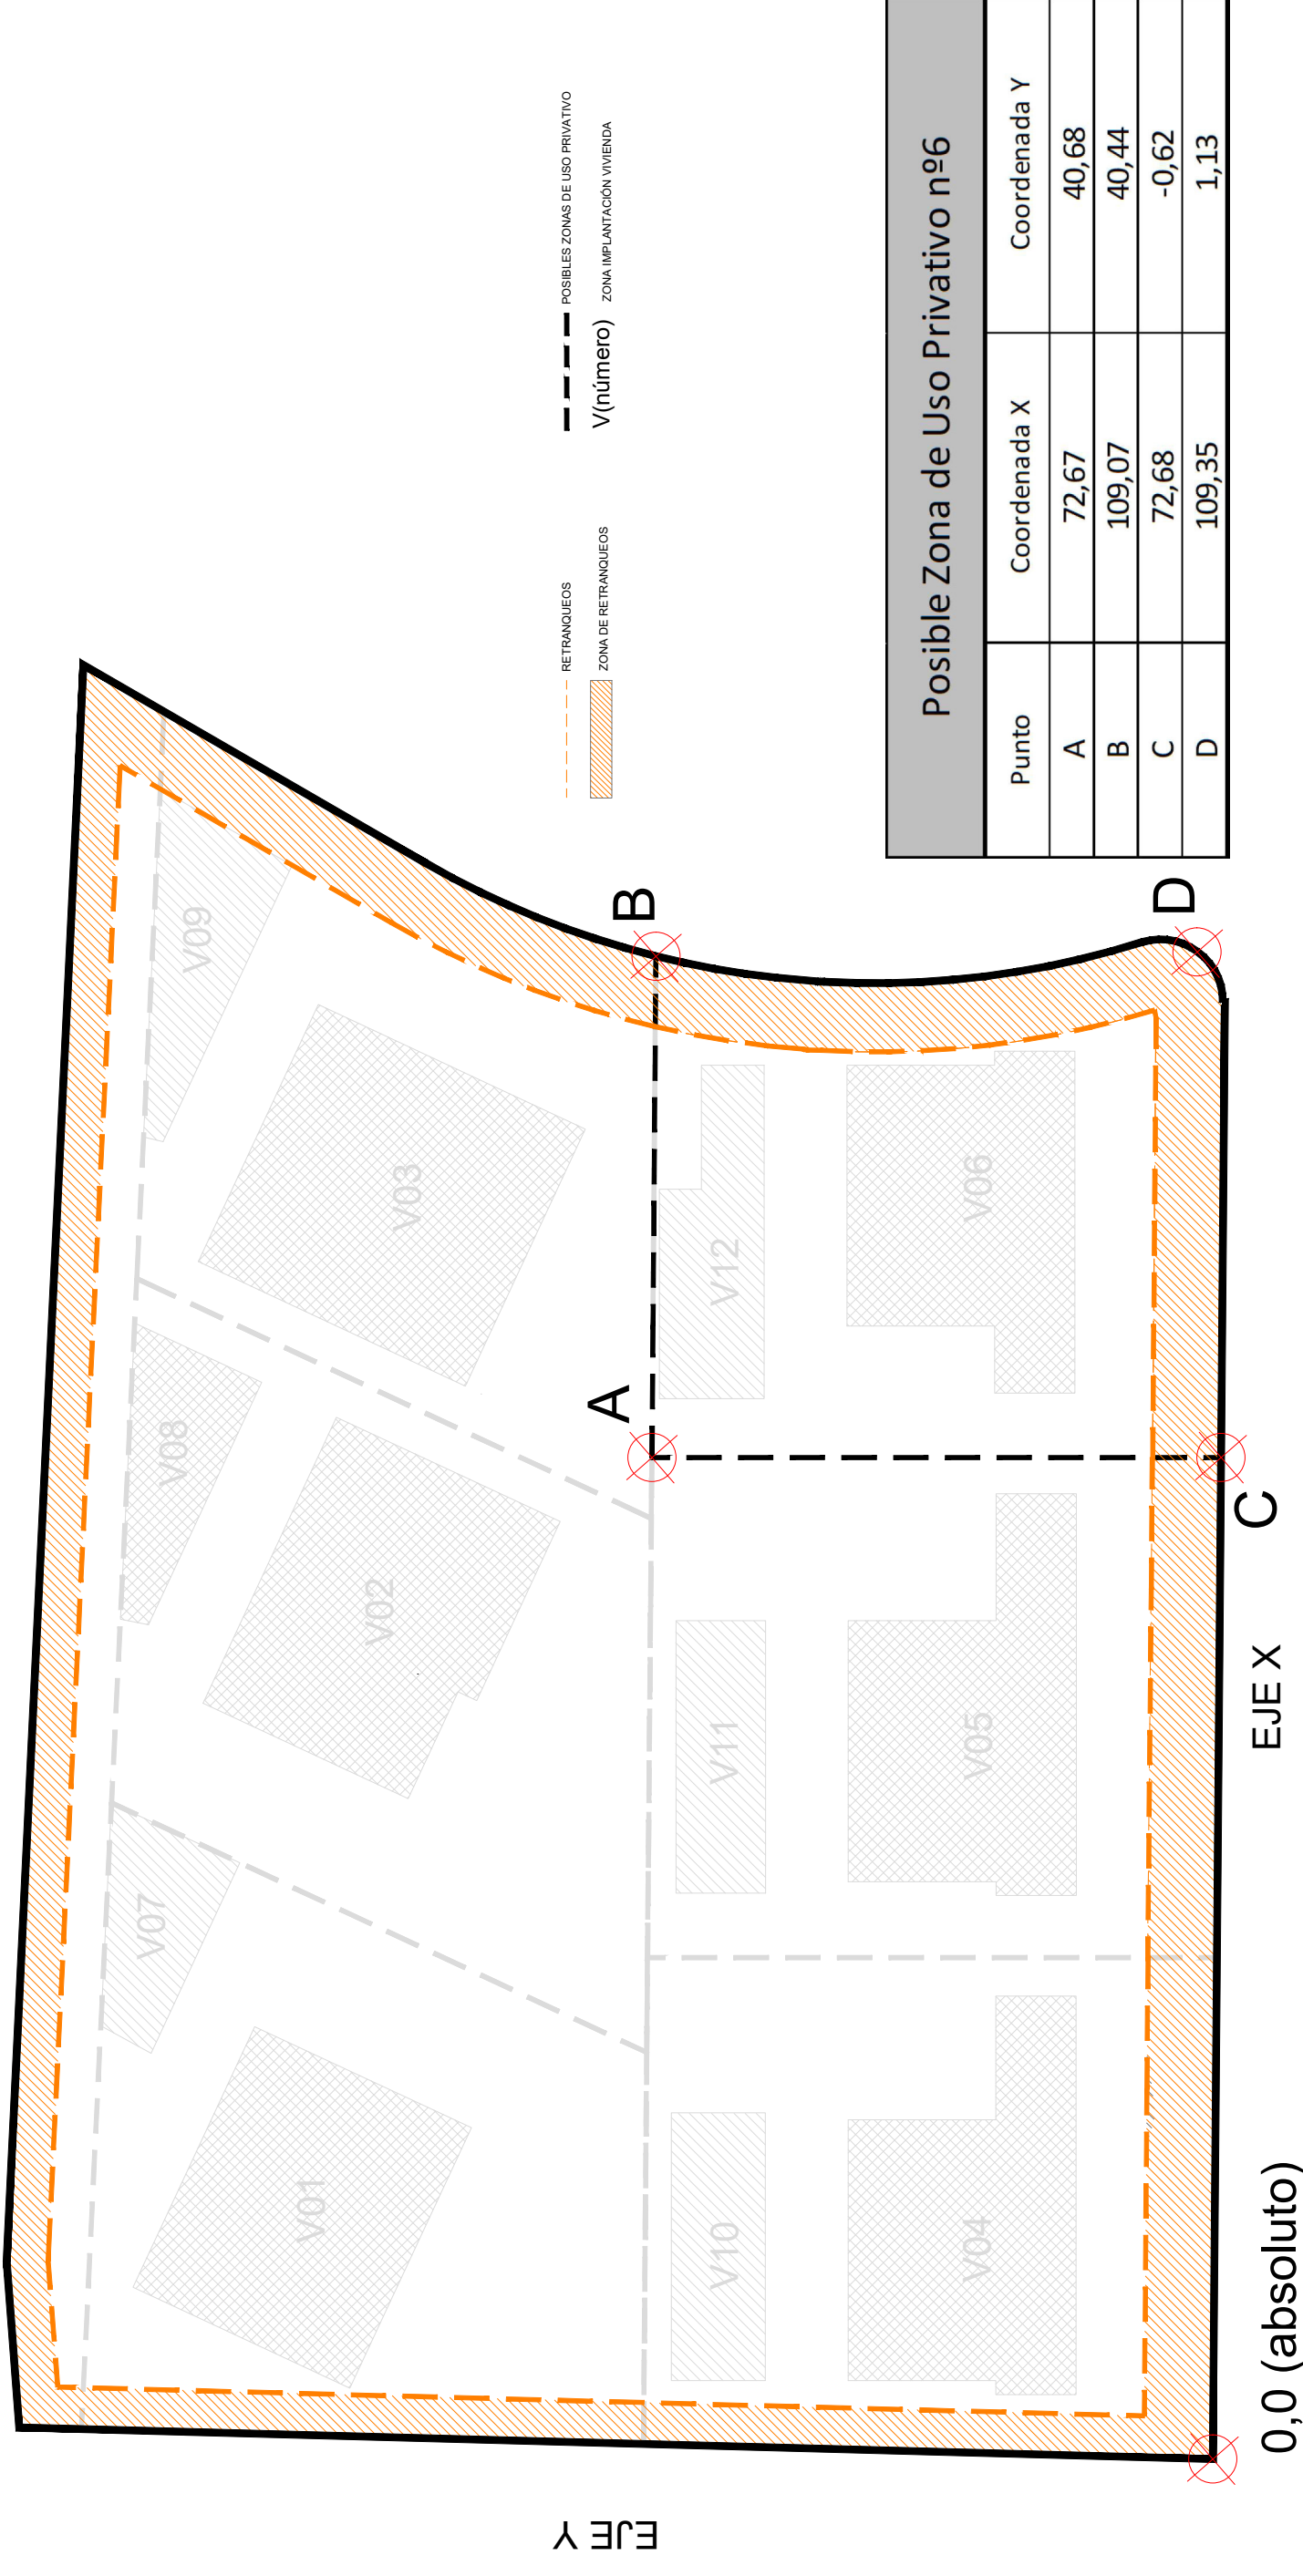 V09
V03
V08
V02
V07
V01
V12
V06
V11
V05
V10
V04
A
B
C
D
EJE X
EJE Y
0,0 (absoluto)
RETRANQUEOS
ZONA DE RETRANQUEOS
POSIBLES ZONAS DE USO PRIVATIVO
V(número) ZONA IMPLANTACIÓN VIVIENDA
Posible Zona de Uso Privativo nº6
Punto Coordenada X Coordenada Y
A 72,67 40,68
B 109,07 40,44
C 72,68 -0,62
D 109,35 1,13